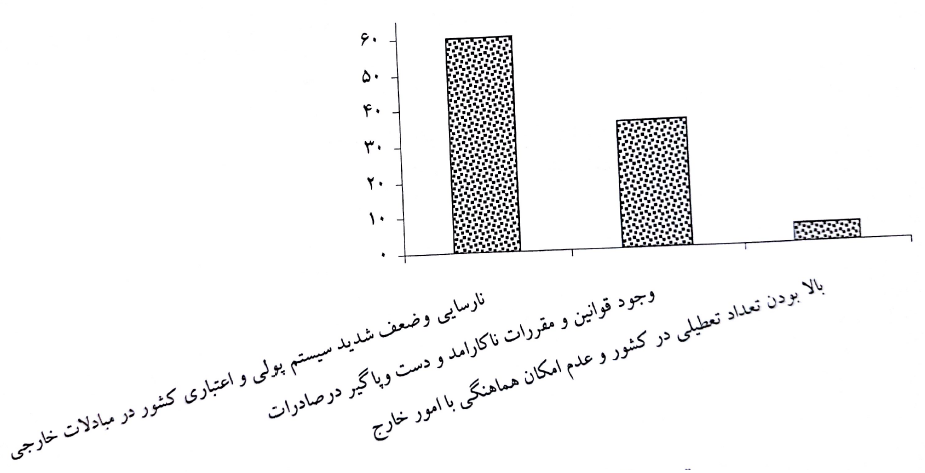 ۶۰
۵۰
۴۰
۳۰
۲۰
۱۰
۰
نارسایی وضعف شدید سیستم پولی و اعتباری کشور در مبادلات خارجی
وجود قوانین و مقررات ناکارامد و دست وپاگیر درصادرات
بالا بودن تعداد تعطیلی در کشور و عدم امکان هماهنگی با امور خارج